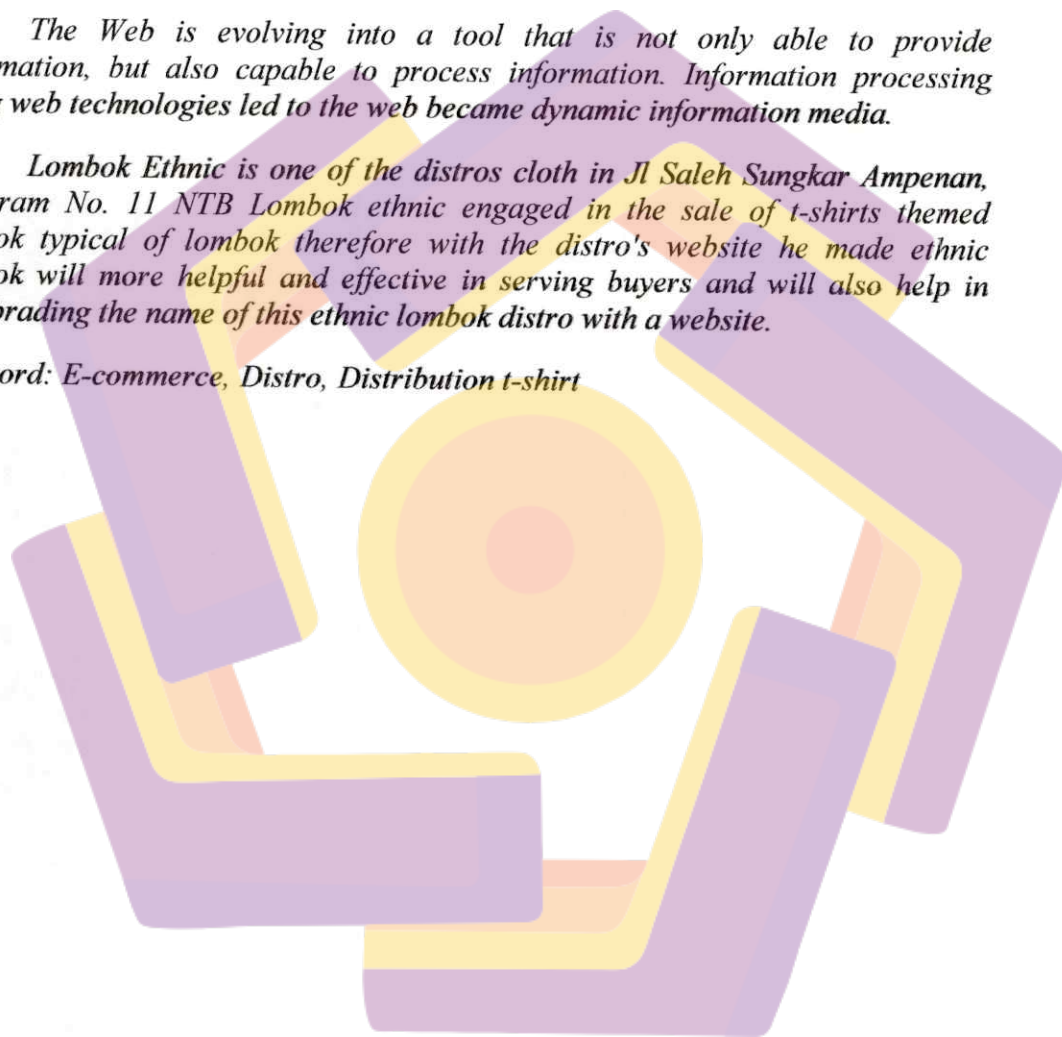 The Web is evolving into a tool that is not only able to provide
mation, but also capable to process information. Information processing
web technologies led to the web became dynamic information media.
Lombok Ethnic is one of the distros cloth in Jl Saleh Sungkar Ampenan,
ram No. 11 NTB Lombok ethnic engaged in the sale of t-shirts themed
ok typical of lombok therefore with the distro's website he made ethnic
ok will more helpful and effective in serving buyers and will also help in
rading the name of this ethnic lombok distro with a website.
ord: E-commerce, Distro, Distribution t-shirt